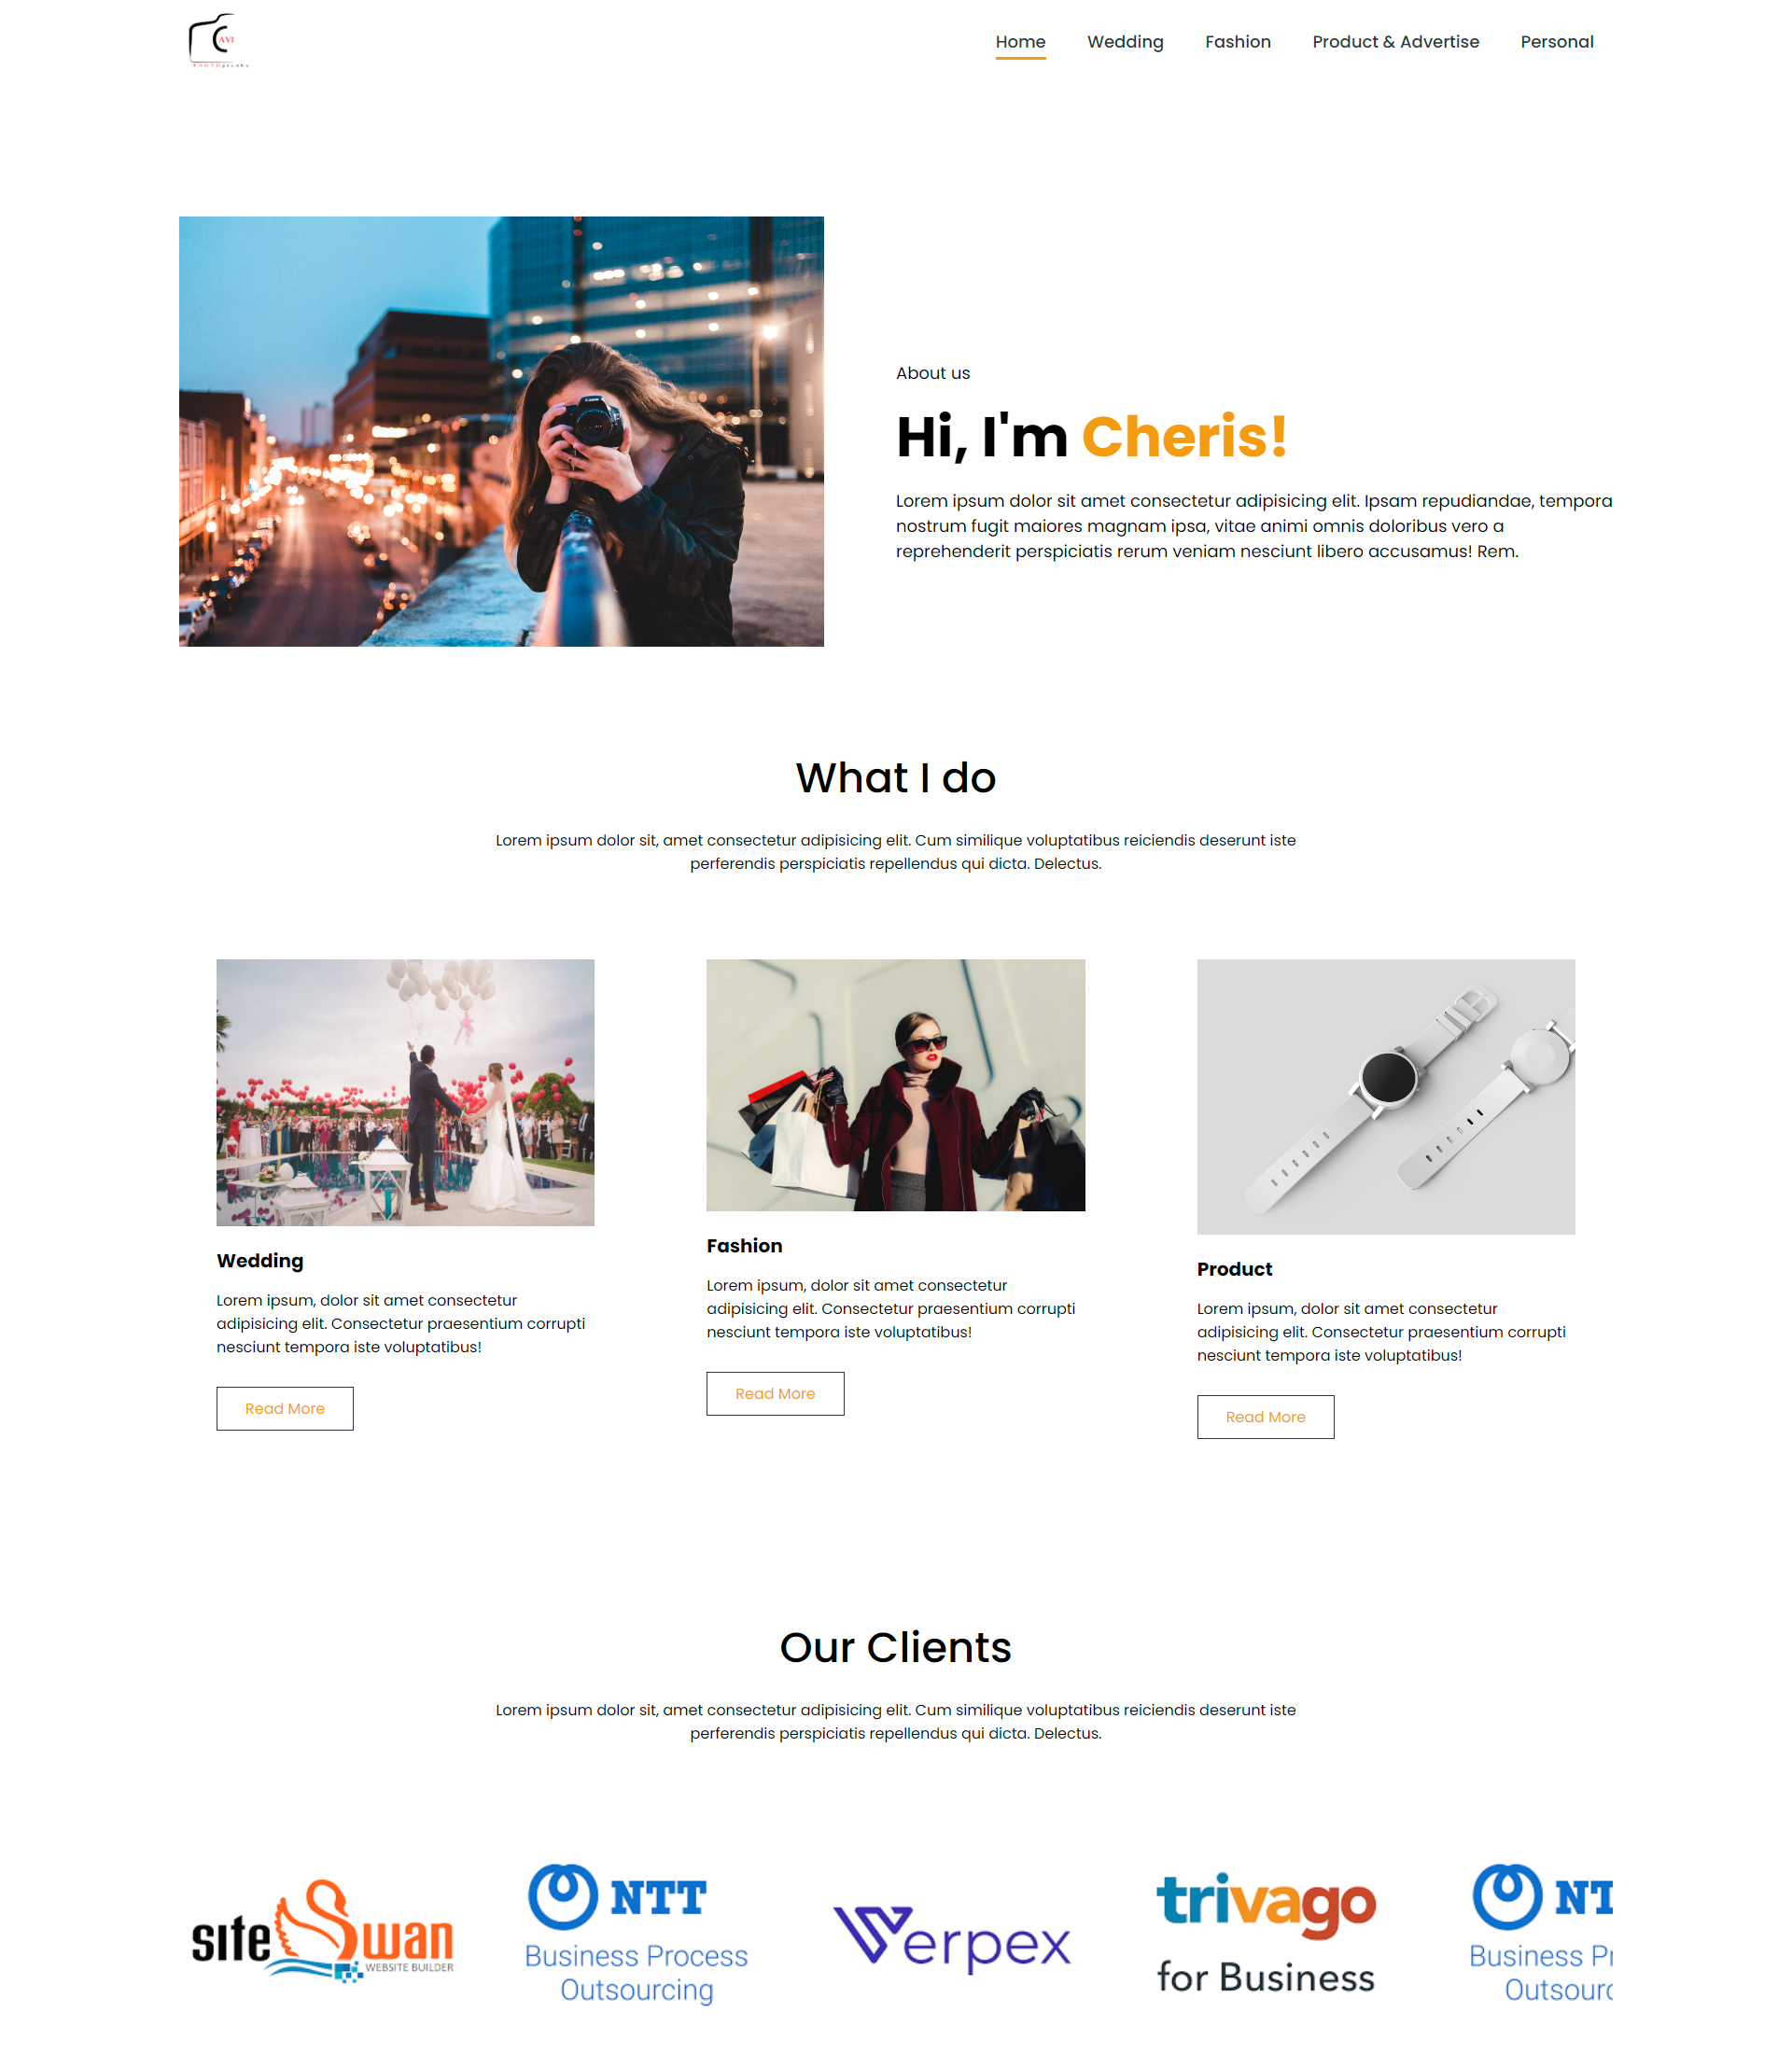 AVI
Home Wedding Fashion Product & Advertise Personal
About us
Hi, I'm Cheris!
Lorem ipsum dolor sit amet consectetur adipisicing elit. Ipsam repudiandae, tempora
nostrum fugit maiores magnam ipsa, vitae animi omnis doloribus vero a
reprehenderit perspiciatis rerum veniam nesciunt libero accusamus! Rem.
What I do
Lorem ipsum dolor sit, amet consectetur adipisicing elit. Cum similique voluptatibus reiciendis deserunt iste
perferendis perspiciatis repellendus qui dicta. Delectus.
Wedding
Lorem ipsum, dolor sit amet consectetur
adipisicing elit. Consectetur praesentium corrupti
nesciunt tempora iste voluptatibus!
Read More
Fashion
Lorem ipsum, dolor sit amet consectetur
adipisicing elit. Consectetur praesentium corrupti
nesciunt tempora iste voluptatibus!
Read More
Product
Lorem ipsum, dolor sit amet consectetur
adipisicing elit. Consectetur praesentium corrupti
nesciunt tempora iste voluptatibus!
Read More
Our Clients
Lorem ipsum dolor sit, amet consectetur adipisicing elit. Cum similique voluptatibus reiciendis deserunt iste
perferendis perspiciatis repellendus qui dicta. Delectus.
site Swan
WEBSITE BUILDER
NTT
Business Process
Outsourcing
Verpex
trivago
for Business
NT
Business Pr
Outsourc